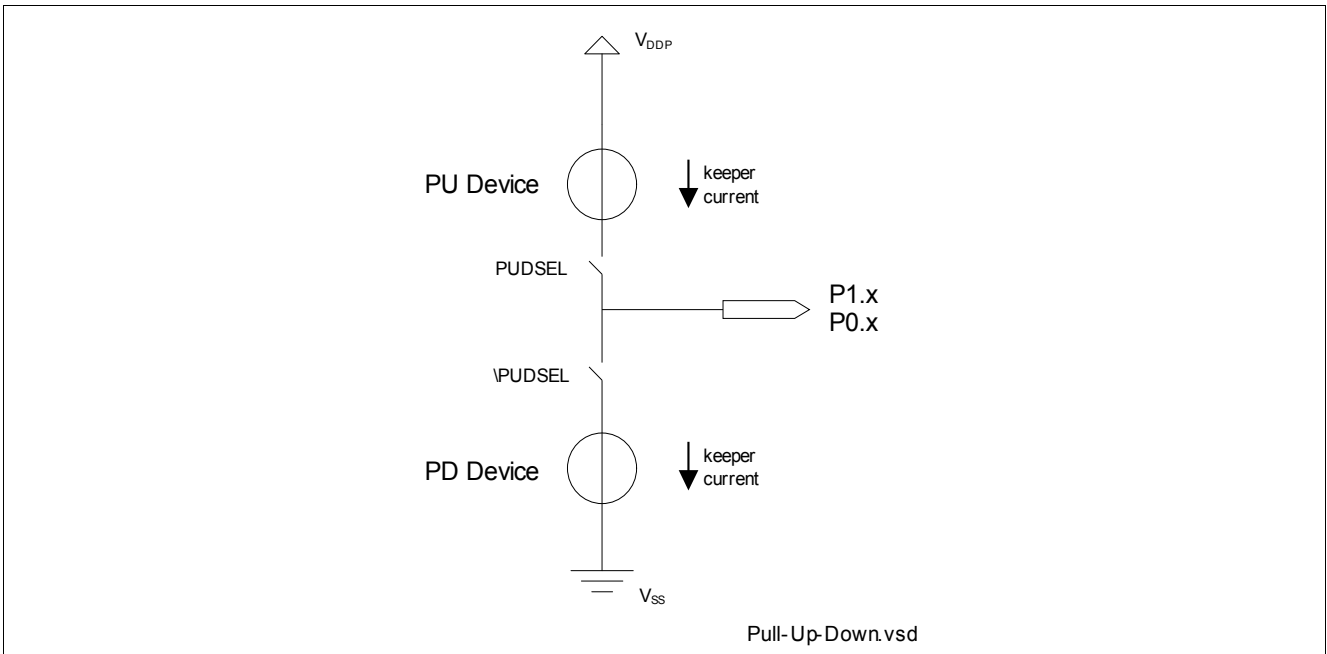 VDDP
PU Device
keeper
current
PUDSEL
P1.x
P0.x
\PUDSEL
PD Device
keeper
current
VSS
Pull-Up-Down.vsd